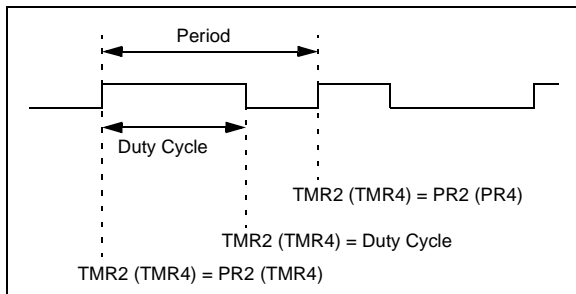 Period
Duty Cycle
TMR2 (TMR4) = PR2 (PR4)
TMR2 (TMR4) = Duty Cycle
TMR2 (TMR4) = PR2 (TMR4)